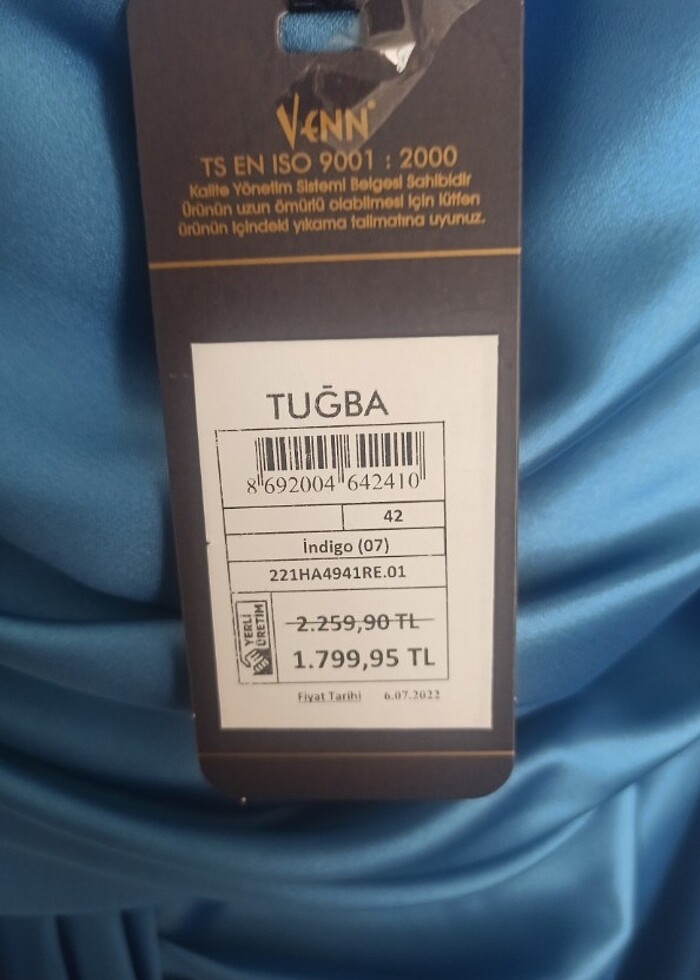 VENN
TS EN ISO 9001 : 2000
Kalite Yönetim Sistemi Belgesi Sahibidir
Ürünün uzun ömürlü olabilmesi için lütfen
ürünün içindeki yıkama talimatına uyunuz.
TUĞBA
8 692004 642410
42
İndigo (07)
221HA4941RE.01
YERLİ
ÜRETİM
2.259,90 TL
1.799,95 TL
Fiyat Tarihi 6.07.2022